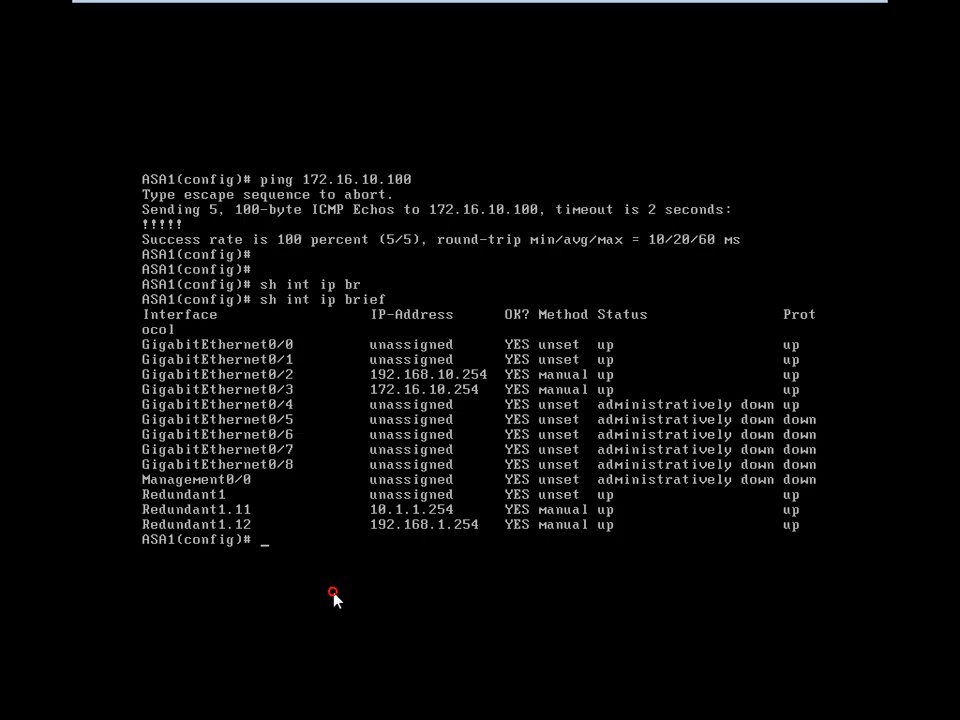 ASA1(config)# ping 172.16.10.100
Type escape sequence to abort.
Sending 5, 100-byte ICMP Echos to 172.16.10.100, timeout is 2 seconds:
!!!!!
Success rate is 100 percent (5/5), round-trip min/avg/max = 10/20/60 ms
ASA1(config)#
ASA1(config)#
ASA1(config)# sh int ip br
ASA1(config)# sh int ip brief
Interface                  IP-Address      OK? Method Status                Prot
ocol
GigabitEthernet0/0         unassigned      YES unset  up                    up
GigabitEthernet0/1         unassigned      YES unset  up                    up
GigabitEthernet0/2         192.168.10.254  YES manual up                    up
GigabitEthernet0/3         172.16.10.254   YES manual up                    up
GigabitEthernet0/4         unassigned      YES unset  administratively down up
GigabitEthernet0/5         unassigned      YES unset  administratively down down
GigabitEthernet0/6         unassigned      YES unset  administratively down down
GigabitEthernet0/7         unassigned      YES unset  administratively down down
GigabitEthernet0/8         unassigned      YES unset  administratively down down
Management0/0              unassigned      YES unset  administratively down down
Redundant1                 unassigned      YES unset  up                    up
Redundant1.11              10.1.1.254      YES manual up                    up
Redundant1.12              192.168.1.254   YES manual up                    up
ASA1(config)# _